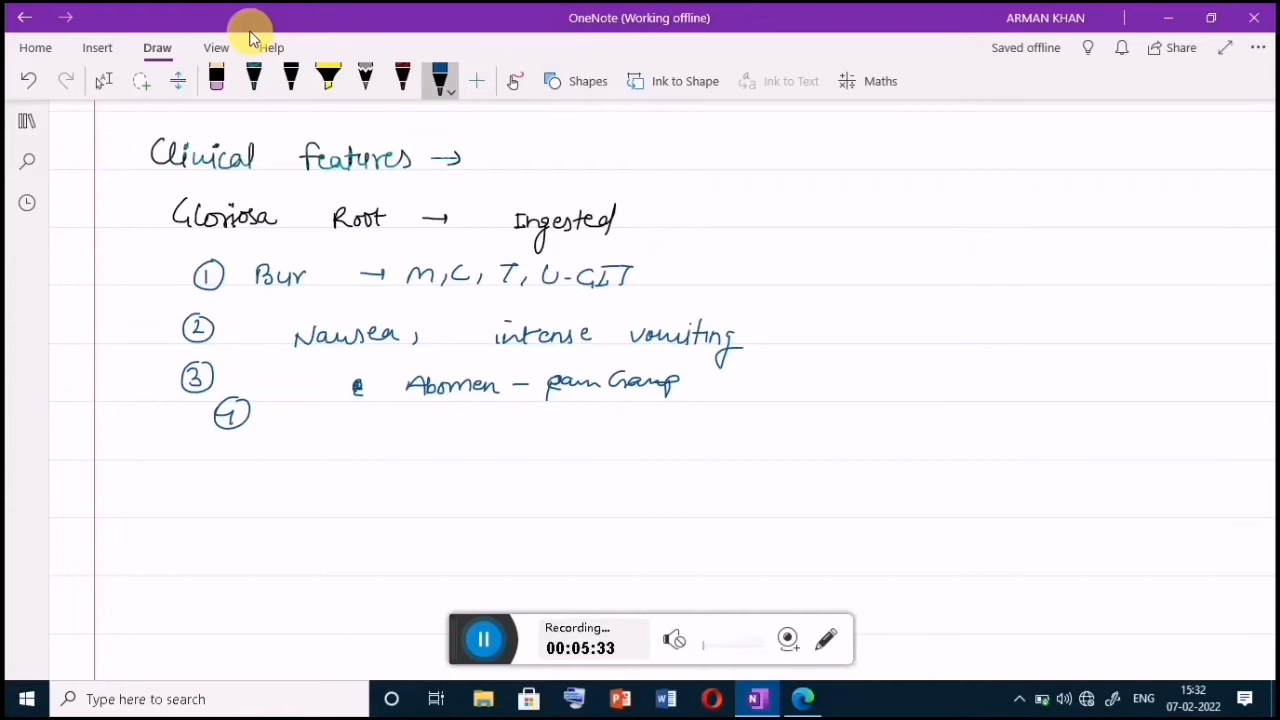 OneNote (Working offline)
ARMAN KHAN
Home Insert Draw View Help
Saved offline
Share
Shapes
Ink to Shape
Ink to Text
Maths
Clinical features →
Gloriosa Root → Ingested
① Bur → M, C, T, U-GIT
② Nausea, intense vomiting
③ Abomen - pain Cramp
④
Recording...
00:05:33
Type here to search
ENG
15:32
07-02-2022